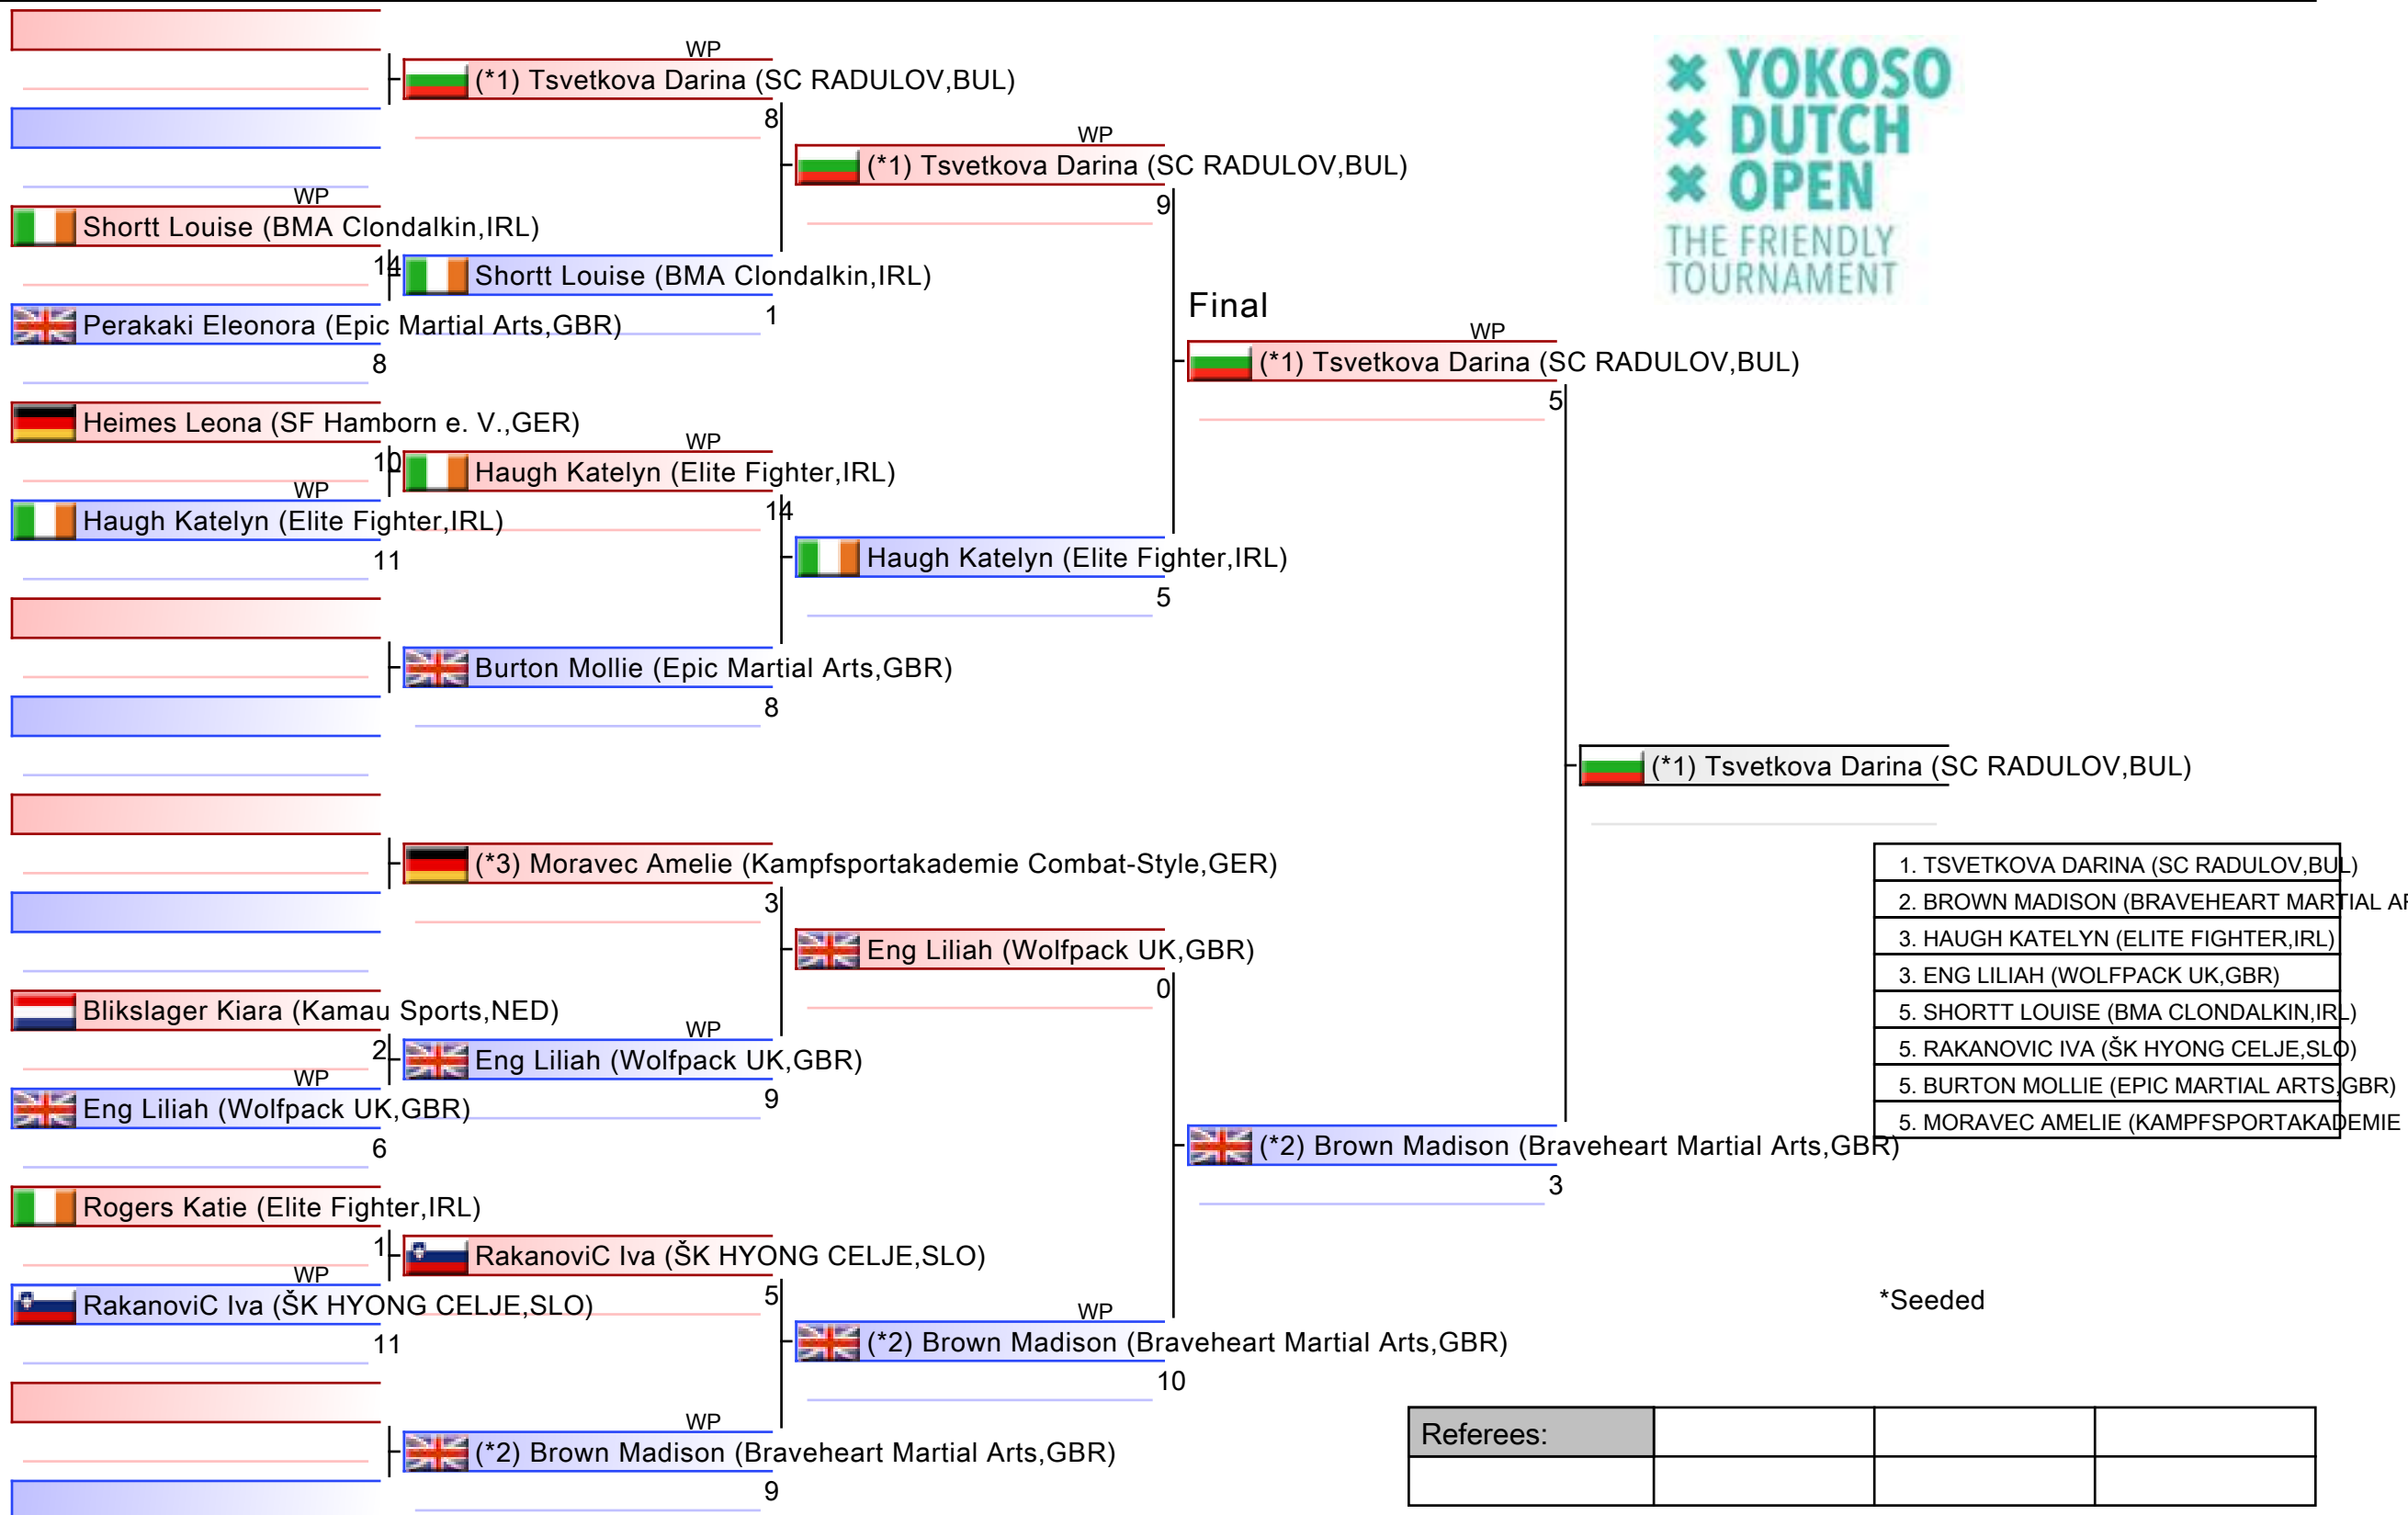 WP
(*1) Tsvetkova Darina (SC RADULOV,BUL)
8
WP
Shortt Louise (BMA Clondalkin,IRL)
14
Shortt Louise (BMA Clondalkin,IRL)
1
Perakaki Eleonora (Epic Martial Arts,GBR)
8
WP
(*1) Tsvetkova Darina (SC RADULOV,BUL)
9
YOKOSO
DUTCH
OPEN
THE FRIENDLY
TOURNAMENT
Heimes Leona (SF Hamborn e. V.,GER)
10
WP
Haugh Katelyn (Elite Fighter,IRL)
11
WP
Haugh Katelyn (Elite Fighter,IRL)
14
Haugh Katelyn (Elite Fighter,IRL)
5
Burton Mollie (Epic Martial Arts,GBR)
8
Final
WP
(*1) Tsvetkova Darina (SC RADULOV,BUL)
5
(*1) Tsvetkova Darina (SC RADULOV,BUL)
(*3) Moravec Amelie (Kampfsportakademie Combat-Style,GER)
3
Eng Liliah (Wolfpack UK,GBR)
0
Blikslager Kiara (Kamau Sports,NED)
2
WP
Eng Liliah (Wolfpack UK,GBR)
6
WP
Eng Liliah (Wolfpack UK,GBR)
9
(*2) Brown Madison (Braveheart Martial Arts,GBR)
3
Rogers Katie (Elite Fighter,IRL)
1
WP
RakanoviC Iva (ŠK HYONG CELJE,SLO)
11
RakanoviC Iva (ŠK HYONG CELJE,SLO)
5
WP
(*2) Brown Madison (Braveheart Martial Arts,GBR)
10
WP
(*2) Brown Madison (Braveheart Martial Arts,GBR)
9
1. TSVETKOVA DARINA (SC RADULOV,BUL)
2. BROWN MADISON (BRAVEHEART MARTIAL AR
3. HAUGH KATELYN (ELITE FIGHTER,IRL)
3. ENG LILIAH (WOLFPACK UK,GBR)
5. SHORTT LOUISE (BMA CLONDALKIN,IRL)
5. RAKANOVIC IVA (ŠK HYONG CELJE,SLO)
5. BURTON MOLLIE (EPIC MARTIAL ARTS,GBR)
5. MORAVEC AMELIE (KAMPFSPORTAKADEMIE
*Seeded
Referees: